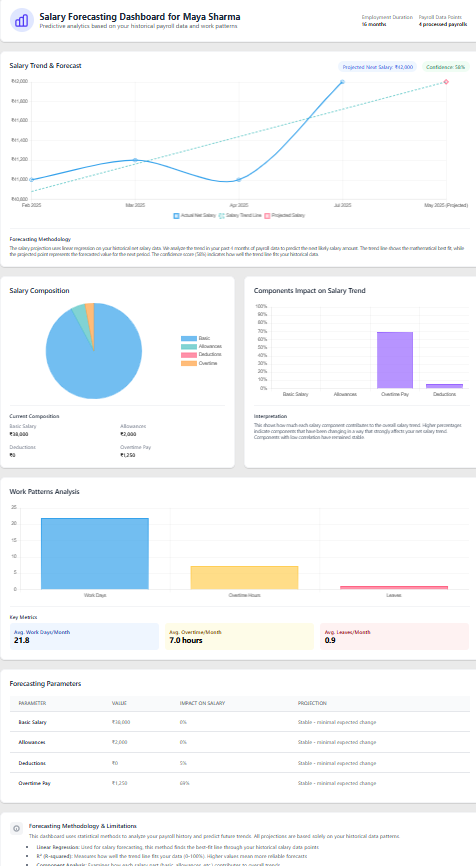 Salary Forecasting Dashboard for Maya Sharma
Predictive analytics based on your historical payroll data and work patterns
Employment Duration
16 months
Payroll Data Points
4 processed payrolls
Salary Trend & Forecast
Projected Next Salary: ₹42,000
Confidence: 58%
₹42,000
₹41,800
₹41,600
₹41,400
₹41,200
₹41,000
₹40,800
Feb 2025
Mar 2025
Apr 2025
Jul 2025
May 2025 (Projected)
Actual Net Salary
Salary Trend Line
Projected Salary
Forecasting Methodology
The salary projection uses linear regression on your historical net salary data. We analyze the trend in your past 4 months of payroll data to predict the next likely salary amount. The trend line shows the mathematical best fit, while
the projected point represents the forecasted value for the next period. The confidence score (58%) indicates how well the trend line fits your historical data.
Salary Composition
Basic
Allowances
Deductions
Overtime
Current Composition
Basic Salary
₹38,000
Allowances
₹2,000
Deductions
₹0
Overtime Pay
₹1,250
Components Impact on Salary Trend
100%
90%
80%
70%
60%
50%
40%
30%
20%
10%
0%
Basic Salary
Allowances
Overtime Pay
Deductions
Interpretation
This shows how much each salary component contributes to the overall salary trend. Higher percentages
indicate components that have been changing in a way that strongly affects your net salary trend.
Components with low correlation have remained stable.
Work Patterns Analysis
25
20
15
10
5
0
Work Days
Overtime Hours
Leaves
Key Metrics
Avg. Work Days/Month
21.8
Avg. Overtime/Month
7.0 hours
Avg. Leaves/Month
0.9
Forecasting Parameters
PARAMETER
VALUE
IMPACT ON SALARY
PROJECTION
Basic Salary
₹38,000
0%
Stable - minimal expected change
Allowances
0%
Stable - minimal expected change
Deductions
₹0
5%
Stable - minimal expected change
Overtime Pay
₹1,250
69%
Stable - minimal expected change
Forecasting Methodology & Limitations
This dashboard uses statistical methods to analyze your payroll history and predict future trends. All projections are based solely on your historical data patterns.
• Linear Regression: Used for salary forecasting, this method finds the best-fit line through your historical salary data points
• R² (R-squared): Measures how well the trend line fits your data (0-100%). Higher values mean more reliable forecasts
• Component Analysis: Examines how each salary part (basic, allowances, etc.) contributes to overall trends